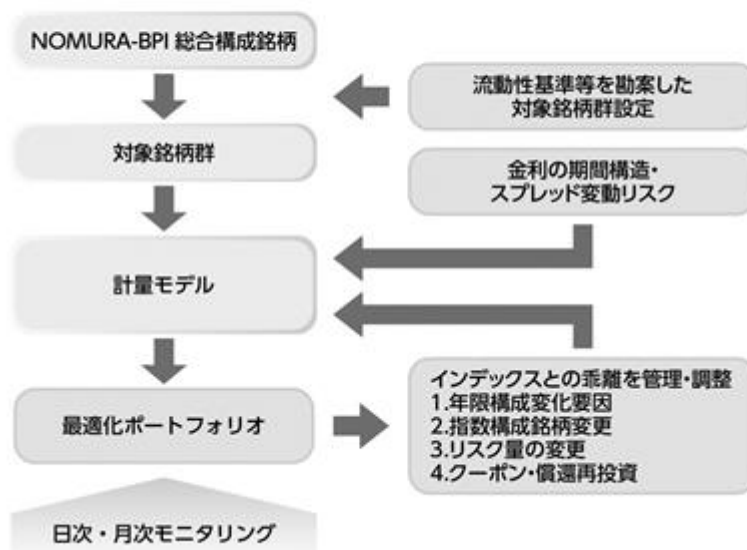 NOMURA-BPI 総合構成銘柄
流動性基準等を勘案した
対象銘柄群設定
対象銘柄群
金利の期間構造・
スプレッド変動リスク
計量モデル
最適化ポートフォリオ
インデックスとの乖離を管理・調整
1.年限構成変化要因
2.指数構成銘柄変更
3.リスク量の変更
4.クーポン・償還再投資
日次・月次モニタリング